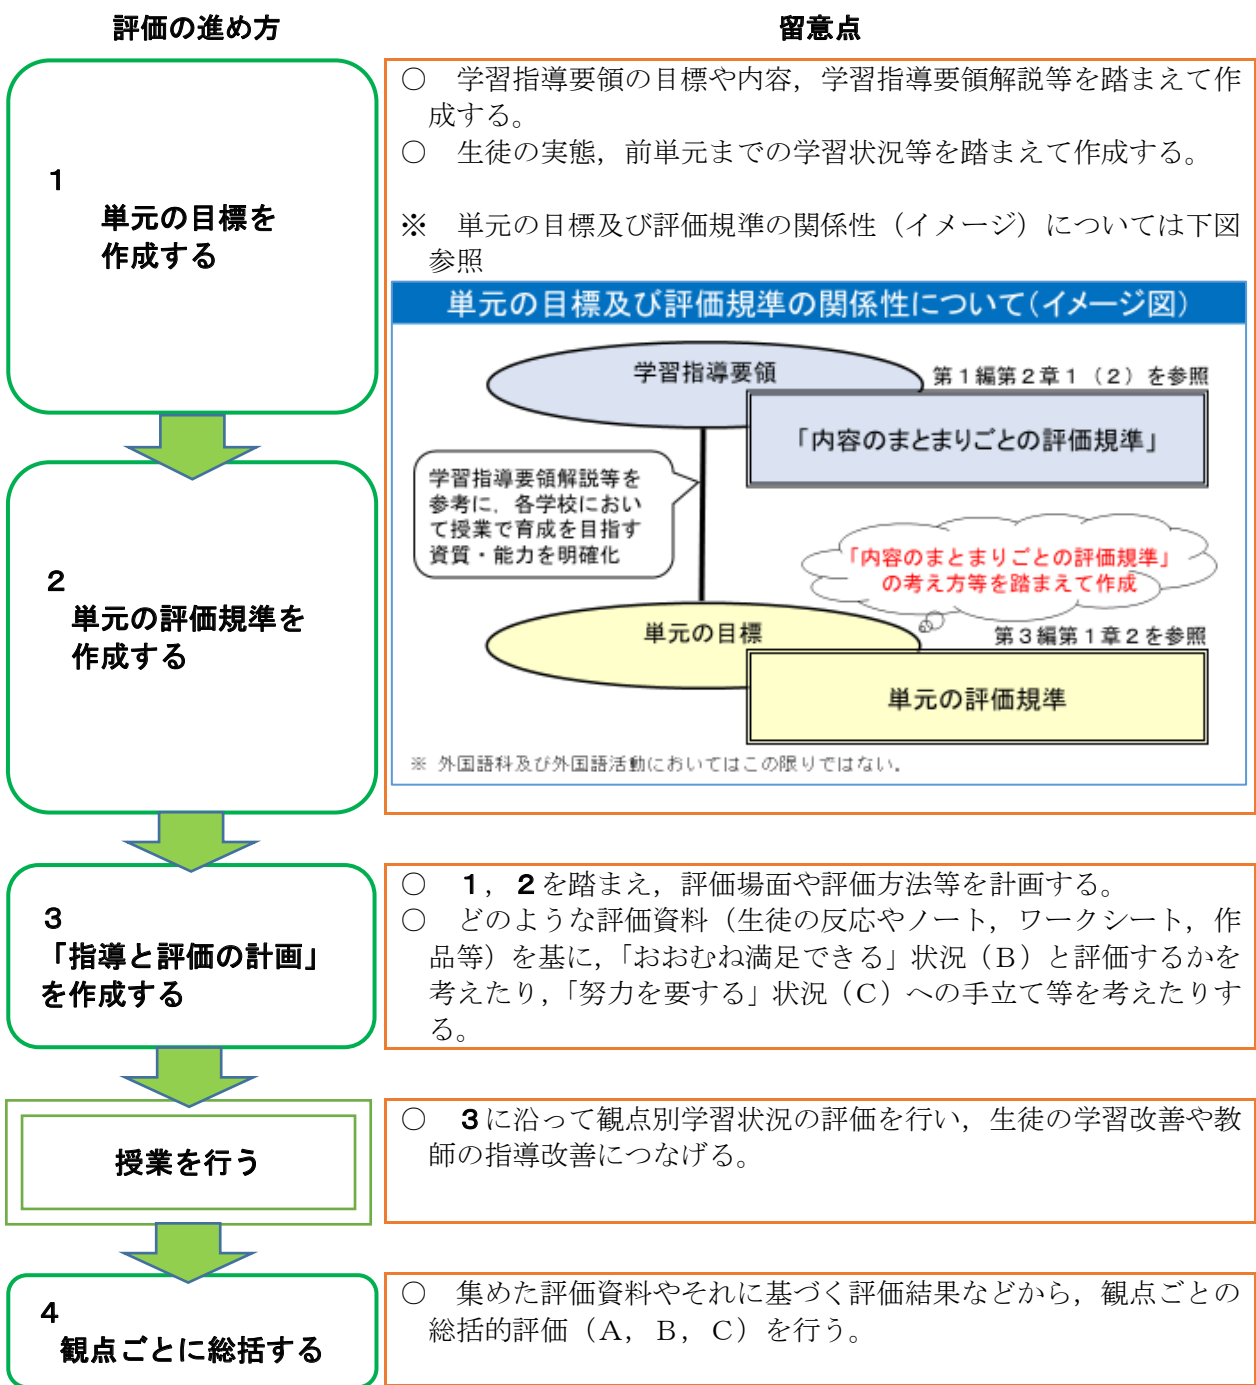 評価の進め方
留意点
1
単元の目標を
作成する
○　学習指導要領の目標や内容，学習指導要領解説等を踏まえて作
成する。
○　生徒の実態，前単元までの学習状況等を踏まえて作成する。
※　単元の目標及び評価規準の関係性（イメージ）については下図
参照
単元の目標及び評価規準の関係性について（イメージ図）
学習指導要領
第１編第２章１（２）を参照
「内容のまとまりごとの評価規準」
学習指導要領解説等を
参考に，各学校におい
て授業で育成を目指す
資質・能力を明確化
「内容のまとまりごとの評価規準」
の考え方等を踏まえて作成
単元の目標
第３編第１章２を参照
単元の評価規準
※ 外国語科及び外国語活動においてはこの限りではない。
2
単元の評価規準を
作成する
3
「指導と評価の計画」
を作成する
○　１，２を踏まえ，評価場面や評価方法等を計画する。
○　どのような評価資料（生徒の反応やノート，ワークシート，作
品等）を基に，「おおむね満足できる」状況（Ｂ）と評価するかを
考えたり，「努力を要する」状況（Ｃ）への手立て等を考えたりす
る。
授業を行う
○　３に沿って観点別学習状況の評価を行い，生徒の学習改善や教
師の指導改善につなげる。
4
観点ごとに総括する
○　集めた評価資料やそれに基づく評価結果などから，観点ごとの
総括的評価（Ａ，Ｂ，Ｃ）を行う。